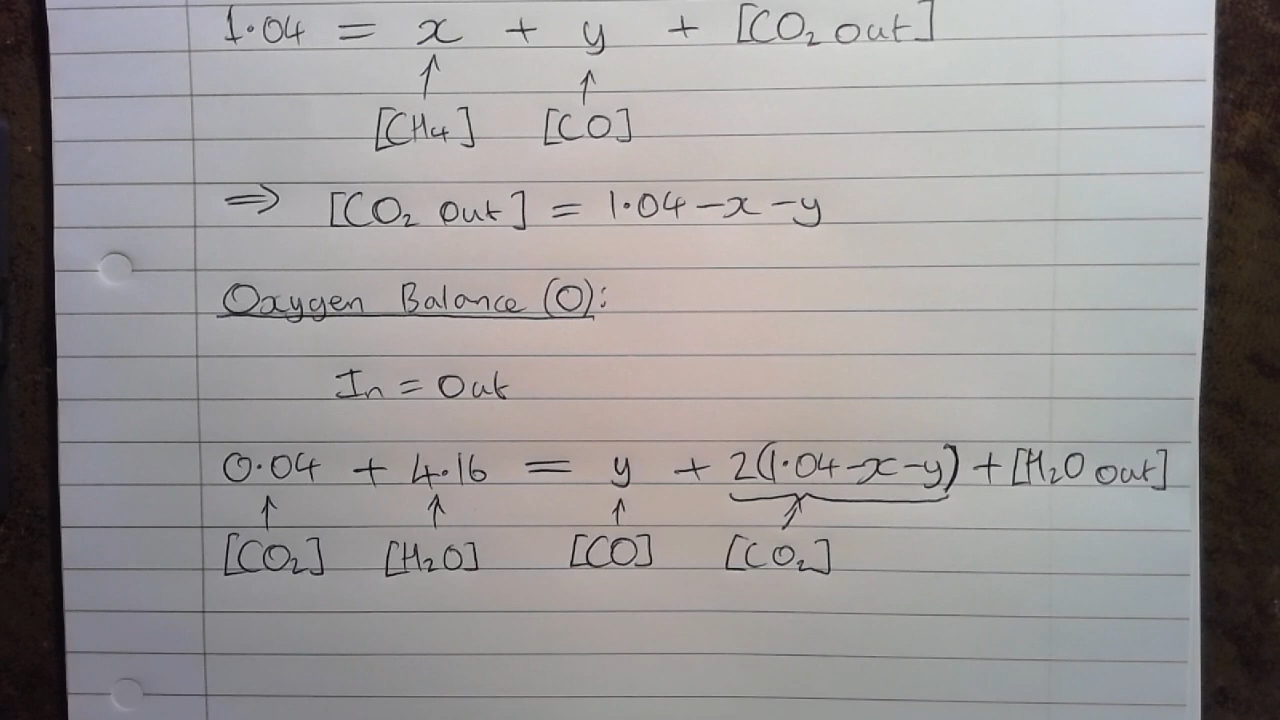 1.04 = x + y + [CO₂ out]
↑ ↑
[CH₄] [CO]
⇒ [CO₂ out] = 1.04 - x - y
Oxygen Balance (O):
In = Out
0.04 + 4.16 = y + 2(1.04 - x - y) + [H₂O out]
↑ ↑ ↑ ↑
[CO₂] [H₂O] [CO] [CO₂]